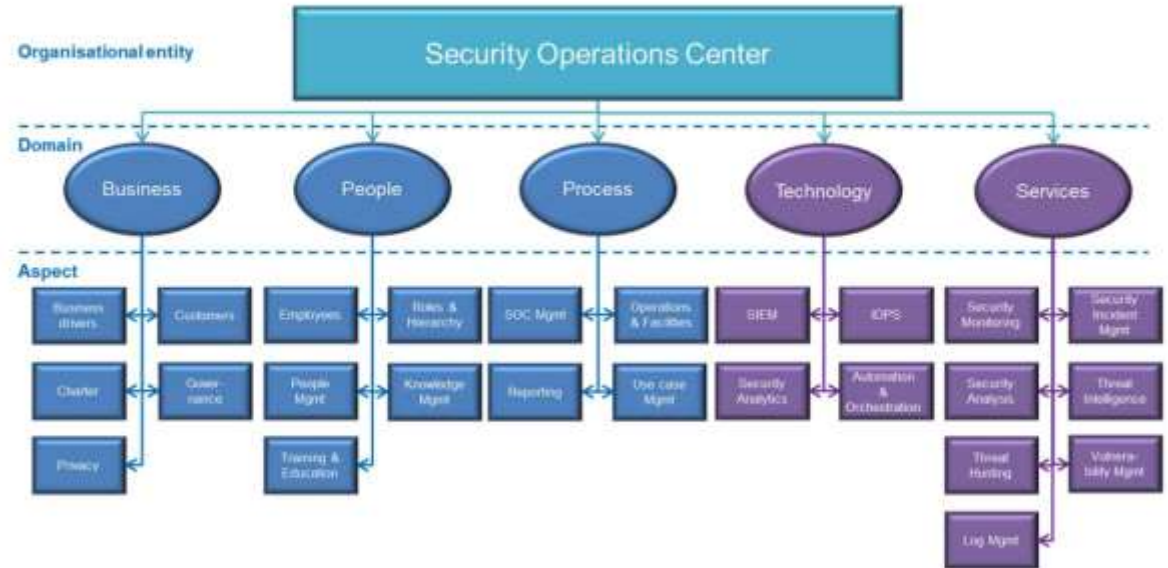 Organisational entity
Security Operations Center
Domain
Business
People
Process
Technology
Services
Aspect
Business
drivers
Customers
Charter
Gover-
nance
Privacy
Employees
Roles &
Hierarchy
People
Mgmt
Knowledge
Mgmt
Training &
Education
SOC Mgmt
Operations
& Facilities
Reporting
Use case
Mgmt
SIEM
IDPS
Security
Analytics
Automation
&
Orchestration
Security
Monitoring
Security
Incident
Mgmt
Security
Analysis
Threat
Intelligence
Threat
Hunting
Vulnera-
bility Mgmt
Log Mgmt